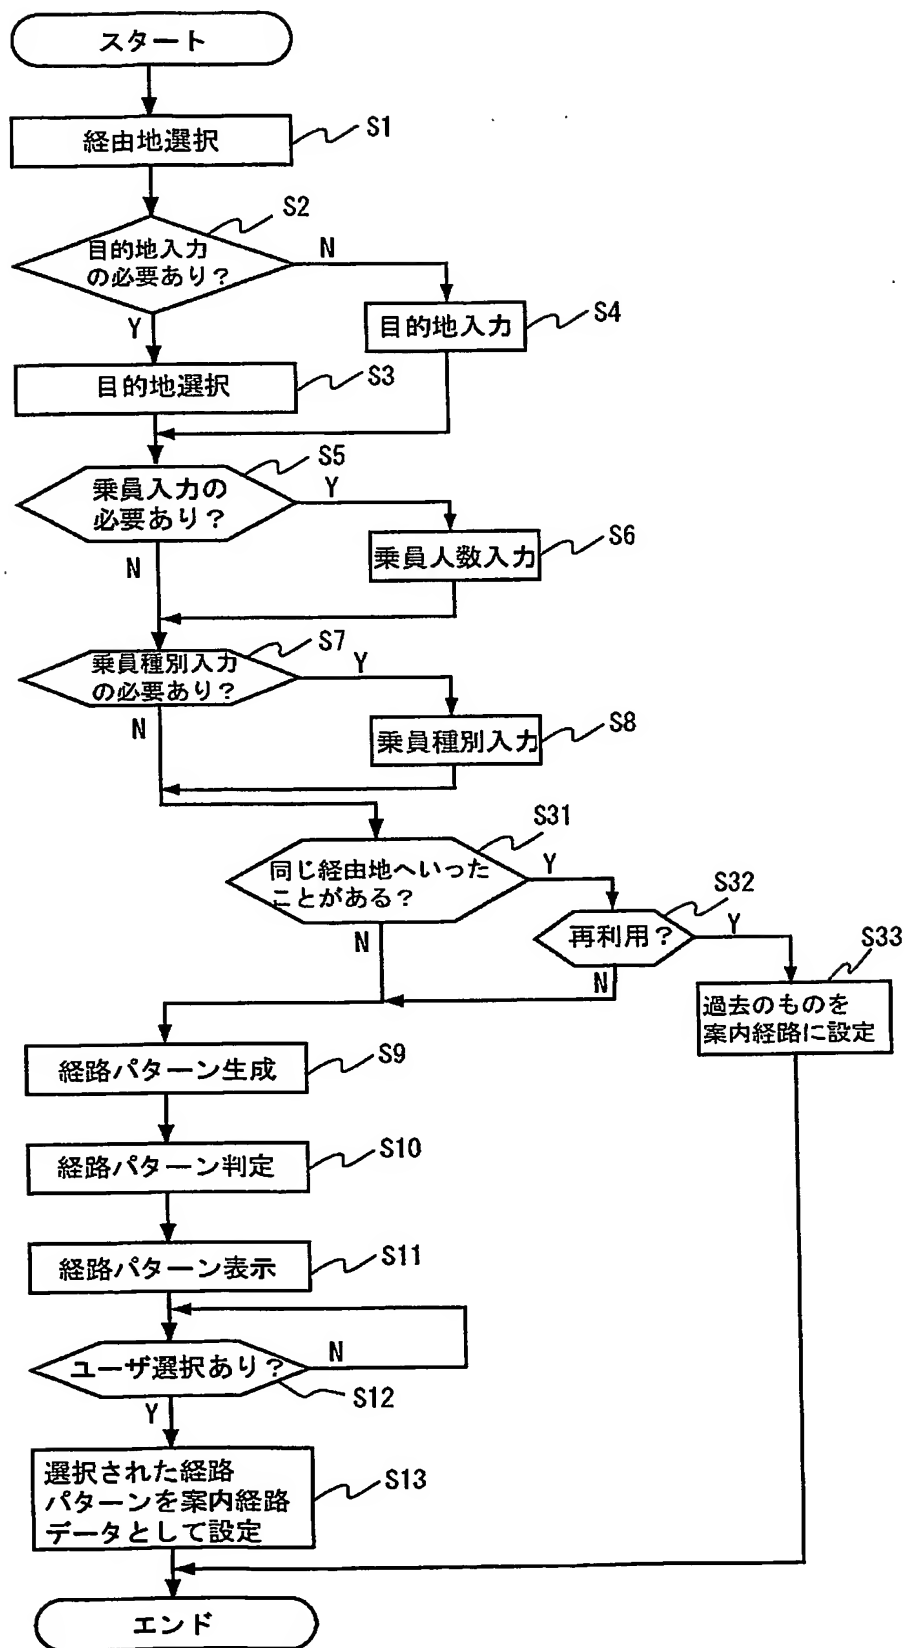 スタート
経由地選択
S1
S2
目的地入力
の必要あり？
N
Y
目的地入力
S4
目的地選択
S3
S5
乗員入力の
必要あり？
Y
N
乗員人数入力
S6
S7
乗員種別入力
の必要あり？
Y
N
乗員種別入力
S8
S31
同じ経由地へいった
ことがある？
Y
N
S32
再利用？
Y
N
S33
過去のものを
案内経路に設定
経路パターン生成
S9
経路パターン判定
S10
経路パターン表示
S11
ユーザ選択あり？
N
S12
Y
選択された経路
パターンを案内経路
データとして設定
S13
エンド